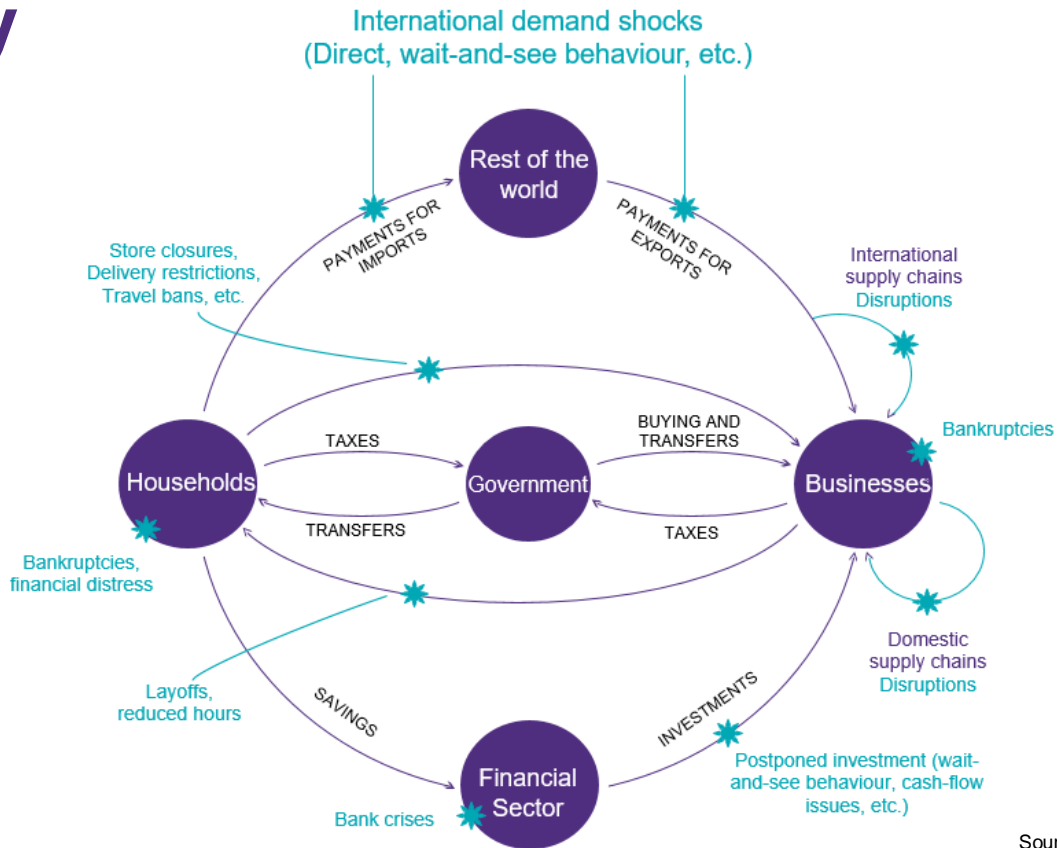 y
International demand shocks
(Direct, wait-and-see behaviour, etc.)
Rest of the
world
PAYMENTS FOR
IMPORTS
PAYMENTS FOR
EXPORTS
Store closures,
Delivery restrictions,
Travel bans, etc.
International
supply chains
Disruptions
Households
TAXES
Government
BUYING AND
TRANSFERS
Businesses
Bankruptcies
TRANSFERS
TAXES
Bankruptcies,
financial distress
Layoffs,
reduced hours
Domestic
supply chains
Disruptions
SAVINGS
INVESTMENTS
Financial
Sector
Bank crises
Postponed investment (wait-
and-see behaviour, cash-flow
issues, etc.)
Sour